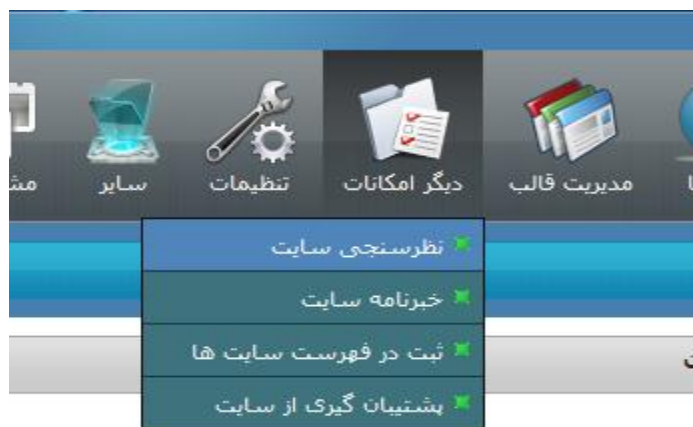 مدیریت قالب
دیگر امکانات
تنظیمات
سایر
نظرسنجی سایت
خبرنامه سایت
ثبت در فهرست سایت ها
پشتیبان گیری از سایت